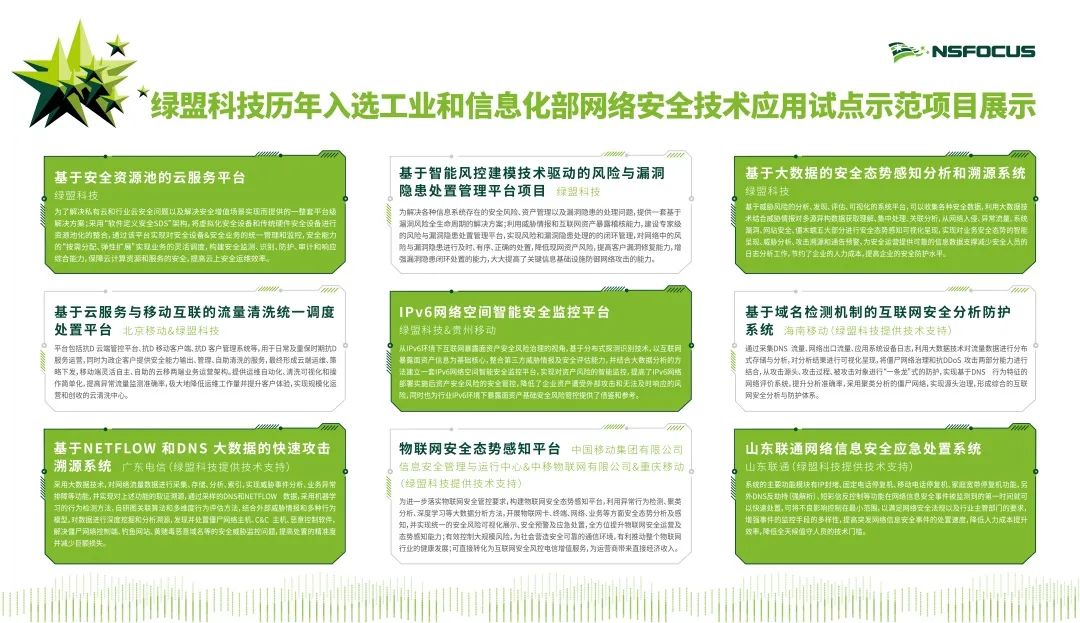 NSFOCUS
绿盟科技历年入选工业和信息化部网络安全技术应用试点示范项目展示
基于安全资源池的云服务平台
绿盟科技
为了解决私有云和行业云安全问题以及解决安全增值场景实现而提供的一整套平台级
解决方案;采用“软件定义安全SDS”架构,将虚拟化安全设备和传统硬件安全设备进行
资源池化的整合,通过该平台实现对安全设备&安全业务的统一管理和监控,安全能力
的“按需分配、弹性扩展”实现业务的灵活调度,构建安全监测、识别、防护、审计和响应
综合能力,保障云计算资源和服务的安全,提高云上安全运维效率。
基于智能风控建模技术驱动的风险与漏洞
隐患处置管理平台项目 绿盟科技
为解决各种信息系统存在的安全风险、资产管理以及漏洞隐患的处理问题,提供一套基于
漏洞风险全生命周期的解决方案;利用威胁情报和互联网资产暴露稽核能力,建设专家级
的风险与漏洞隐患处置管理平台,实现风险和漏洞隐患处理的的闭环管理,对网络中的风
险与漏洞隐患进行及时、有序、正确的处置,降低现网资产风险,提高客户漏洞修复能力,增
强漏洞隐患闭环处置的能力,大大提高了关键信息基础设施防御网络攻击的能力。
基于大数据的安全态势感知分析和溯源系统
绿盟科技
基于威胁风险的分析、发现、评估、可视化的系统平台,可以收集各种安全数据,利用大数据技
术结合威胁情报对多源异构数据获取理解、集中处理、关联分析,从网络入侵、异常流量、系统
漏洞、网站安全、僵木蠕五大部分进行安全态势感知可视化呈现,实现对业务安全态势的智能
呈现、威胁分析、攻击溯源和通告预警,为安全运营提供可靠的信息数据支撑减少安全人员的
日志分析工作,节约了企业的人力成本,提高企业的安全防护水平。
基于云服务与移动互联的流量清洗统一调度
处置平台 北京移动&绿盟科技
平台包括抗D 云端管控平台、抗D 移动客户端、抗D 客户管理系统等,用于日常及重保时期抗D
服务运营,同时为政企客户提供安全能力输出、管理、自助清洗的服务,最终形成云端运维、策
略下发,移动端灵活自主、自助的云移两端业务运营架构。提供运维自动化、清洗可视化和操
作简单化,提高异常流量监测准确率,极大地降低运维工作量并提升客户体验,实现规模化运
营和创收的云清洗中心。
IPv6网络空间智能安全监控平台
绿盟科技&贵州移动
从IPv6环境下互联网暴露面资产安全风险治理的视角,基于分布式探测识别技术,以互联网
暴露面资产信息为基础核心,整合第三方威胁情报及安全评估能力,并结合大数据分析的方
法建立一套IPv6网络空间智能安全监控平台,实现对资产风险的智能监控,提高了IPv6网络
部署实施后资产风险的安全管控,降低了企业资产遭受外部攻击和无法及时响应的风
险,同时也为行业IPv6环境下暴露面资产基础安全风险管控提供了借鉴和参考。
基于域名检测机制的互联网安全分析防护
系统 海南移动(绿盟科技提供技术支持)
通过采集DNS 流量、网络出口流量、应用系统设备日志,利用大数据技术对流量数据进行分布
式存储与分析,对分析结果进行可视化呈现,将僵尸网络治理和抗DDoS 攻击两部分能力进行
结合,从攻击源头、攻击过程、被攻击对象进行“一条龙”式的防护,实现基于DNS 行为特征的
网络评价系统,提升分析准确率,采用聚类分析的僵尸网络,实现源头治理,形成综合的互联
网安全分析与防护体系。
基于NETFLOW 和DNS 大数据的快速攻击
溯源系统 广东电信(绿盟科技提供技术支持)
采用大数据技术,对网络流量数据进行采集、存储、分析、索引,实现威胁事件分析、业务异常
排障等功能,并实现对上述功能的取证溯源,通过采样的DNS和NETFLOW 数据,采用机器学
习的行为检测方法,自研图关联算法和多维度行为评估方法,结合外部威胁情报和多种行为
模型,对数据进行深度挖掘和分析溯源,发现并处置僵尸网络主机、C&C 主机、恶意控制软件,
解决僵尸网络控制端、钓鱼网站、黄赌毒恶意域名等的安全威胁监控问题,提高处置的精准度
并减少巨额损失。
物联网安全态势感知平台 中国移动集团有限公司
信息安全管理与运行中心&中移物联网有限公司&重庆移动
(绿盟科技提供技术支持)
为进一步落实物联网安全管控要求,构建物联网安全态势感知平台,利用异常行为检测、聚类
分析、深度学习等大数据分析方法,开展物联网卡、终端、网络、业务等方面安全态势分析及感
知,并实现统一的安全风险可视化展示、安全预警及应急处置,全方位提升物联网安全运营及
态势感知能力;有效控制大规模风险,为社会营造安全可靠的通信环境,有利推动整个物联网
行业的健康发展;可直接转化为互联网安全风控电信增值服务,为运营商带来直接经济收入。
山东联通网络信息安全应急处置系统
山东联通(绿盟科技提供技术支持)
系统的主要功能模块有IP封堵、固定电话停复机、移动电话停复机、家庭宽带停复机功能,另
外DNS反劫持(强解析)、短彩信反控制等功能在网络信息安全事件被监测到的第一时间就可
以快速处置,可将不良影响控制在最小范围,以满足网络安全法规以及行业主管部门的要求,
增强事件的监控手段的多样性,提高突发网络信息安全事件的处置速度,降低人力成本提升
效率,降低全天候值守人员的技术门槛。